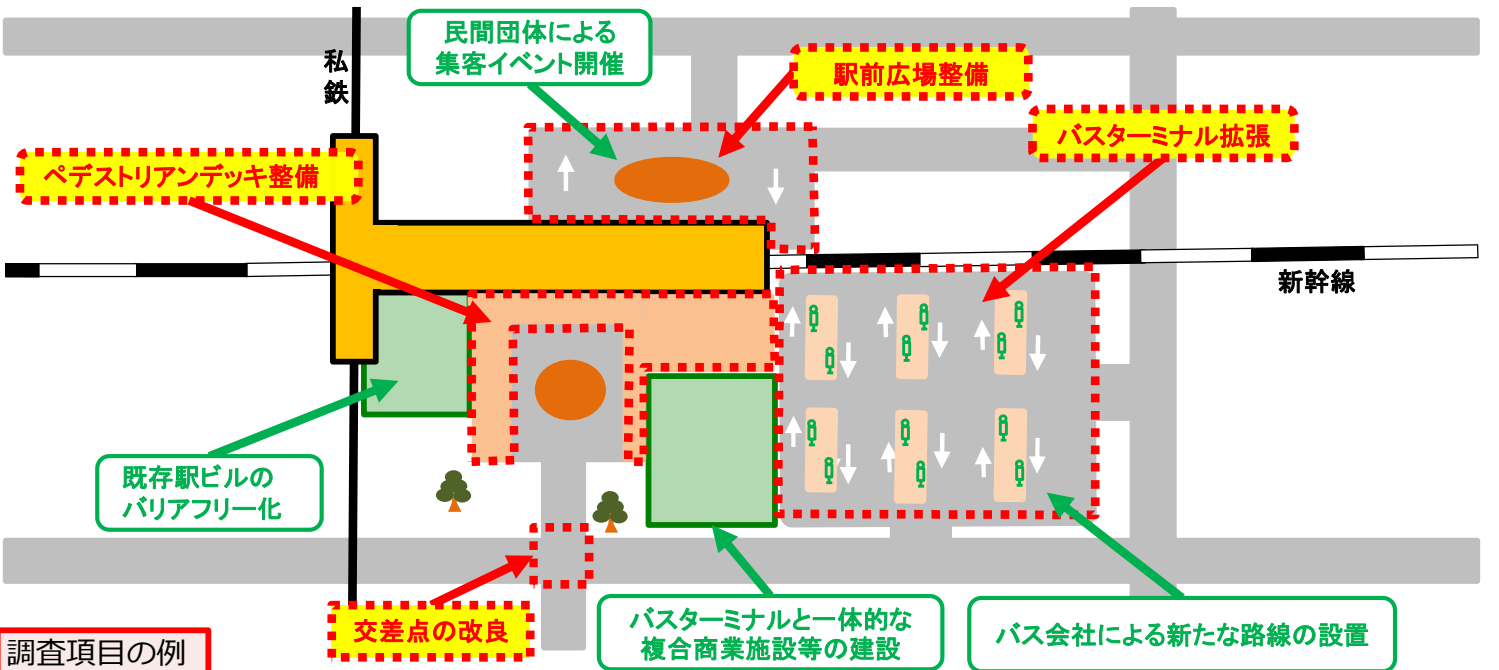 民間団体による
集客イベント開催
私
鉄
駅前広場整備
バスターミナル拡張
ペデストリアンデッキ整備
新幹線
既存駅ビルの
バリアフリー化
交差点の改良
バスターミナルと一体的な
複合商業施設等の建設
バス会社による新たな路線の設置
調査項目の例